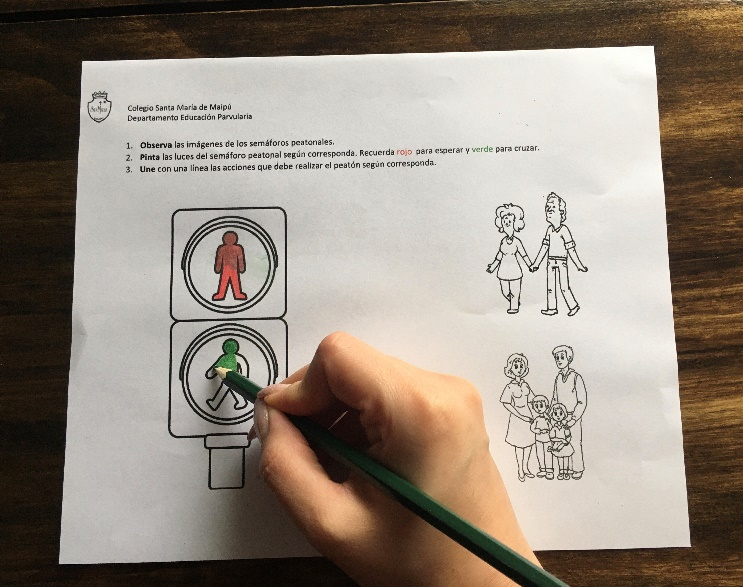 Colegio Santa María de Maipú
Departamento Educación Parvularia
1. Observa las imágenes de los semáforos peatonales.
2. Pinta las luces del semáforo peatonal según corresponda. Recuerda rojo para esperar y verde para cruzar.
3. Une con una línea las acciones que debe realizar el peatón según corresponda.